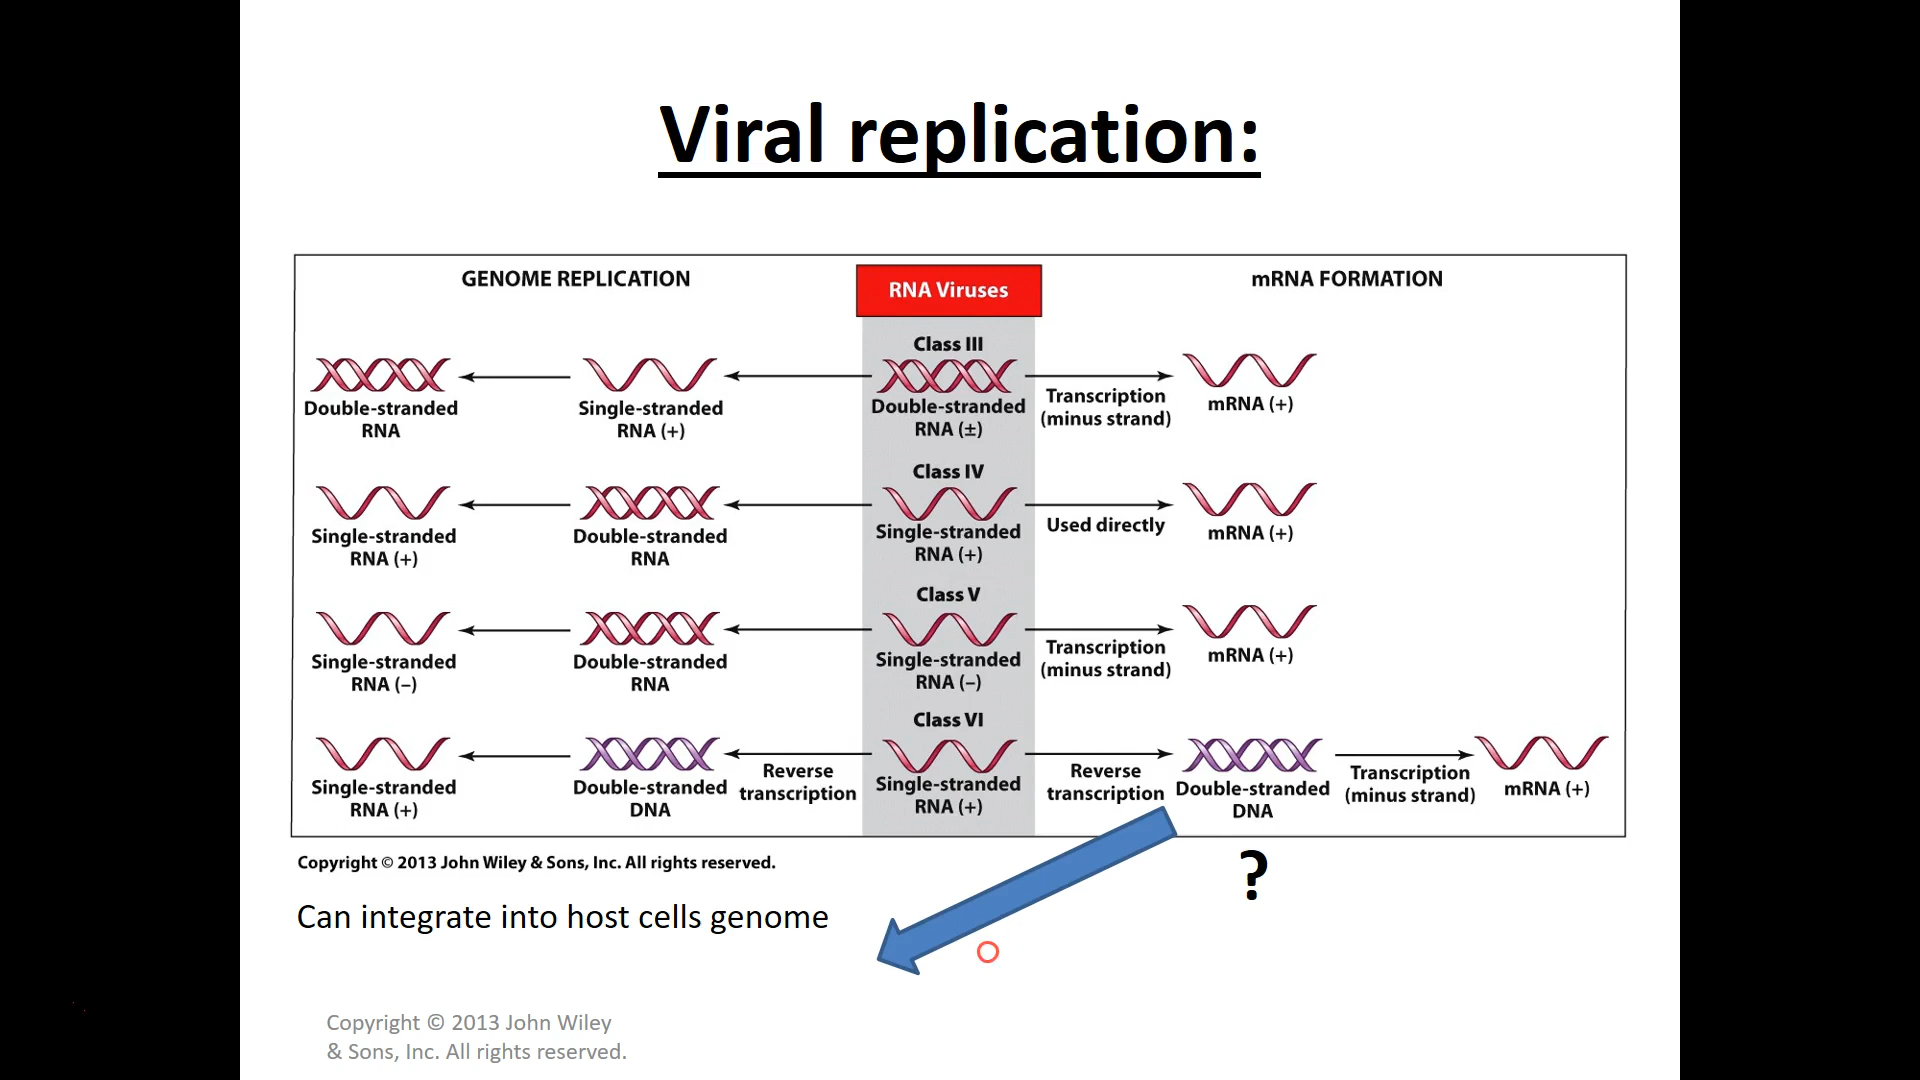 Viral replication:
GENOME REPLICATION
RNA Viruses
mRNA FORMATION
Class III
Double-stranded
RNA
Single-stranded
RNA (+)
Double-stranded
RNA (±)
Transcription
(minus strand)
mRNA (+)
Class IV
Single-stranded
RNA (+)
Double-stranded
RNA
Single-stranded
RNA (+)
Used directly
mRNA (+)
Class V
Single-stranded
RNA (–)
Double-stranded
RNA
Single-stranded
RNA (–)
Transcription
(minus strand)
mRNA (+)
Class VI
Single-stranded
RNA (+)
Double-stranded
DNA
Reverse
transcription
Single-stranded
RNA (+)
Reverse
transcription
Double-stranded
DNA
Transcription
(minus strand)
mRNA (+)
Copyright © 2013 John Wiley & Sons, Inc. All rights reserved.
?
Can integrate into host cells genome
Copyright © 2013 John Wiley
& Sons, Inc. All rights reserved.